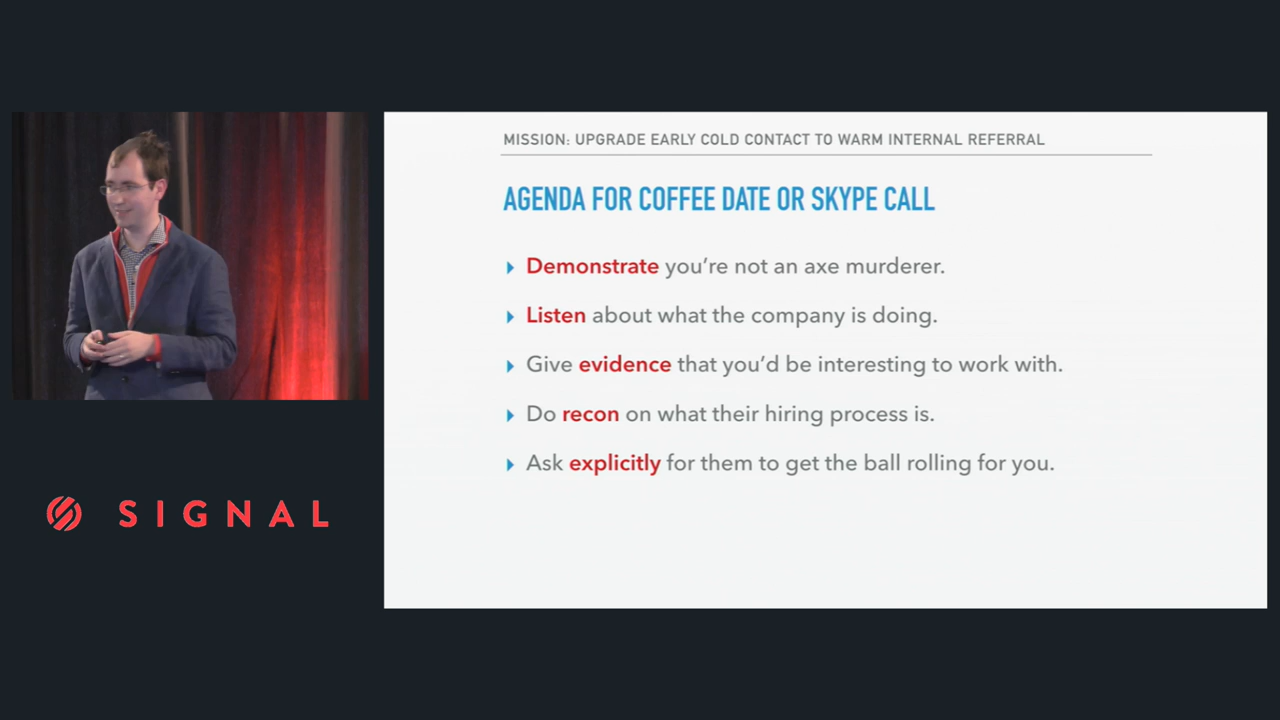 MISSION: UPGRADE EARLY COLD CONTACT TO WARM INTERNAL REFERRAL
AGENDA FOR COFFEE DATE OR SKYPE CALL
Demonstrate you're not an axe murderer.
Listen about what the company is doing.
Give evidence that you'd be interesting to work with.
Do recon on what their hiring process is.
Ask explicitly for them to get the ball rolling for you.
SIGNAL